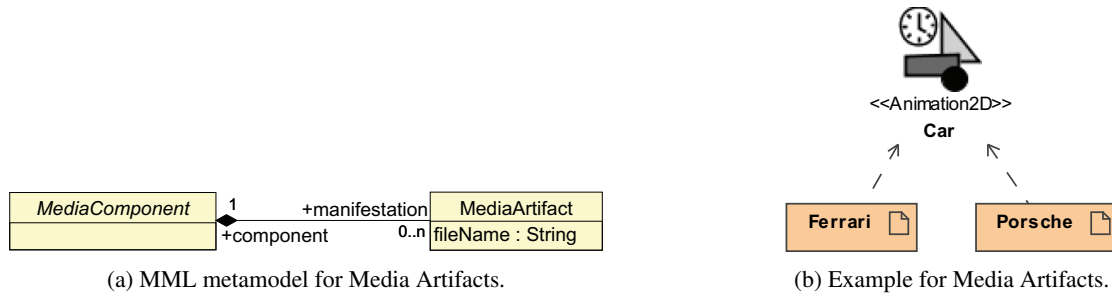 <<Animation2D>>
Car
MediaComponent
1
+component
+manifestation
0..n
MediaArtifact
fileName : String
Ferrari
Porsche
(a) MML metamodel for Media Artifacts.
(b) Example for Media Artifacts.